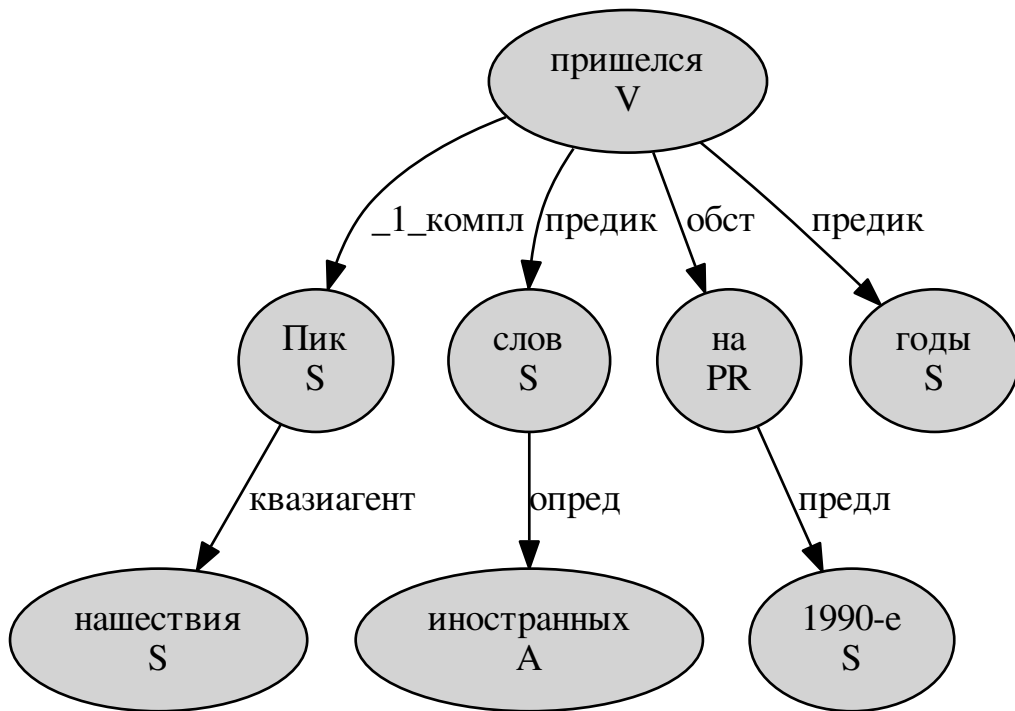 пришелся
V
_1_компл
предик
обст
предик
Пик
S
слов
S
на
PR
годы
S
квазиагент
опред
предл
нашествия
S
иностранных
A
1990-е
S